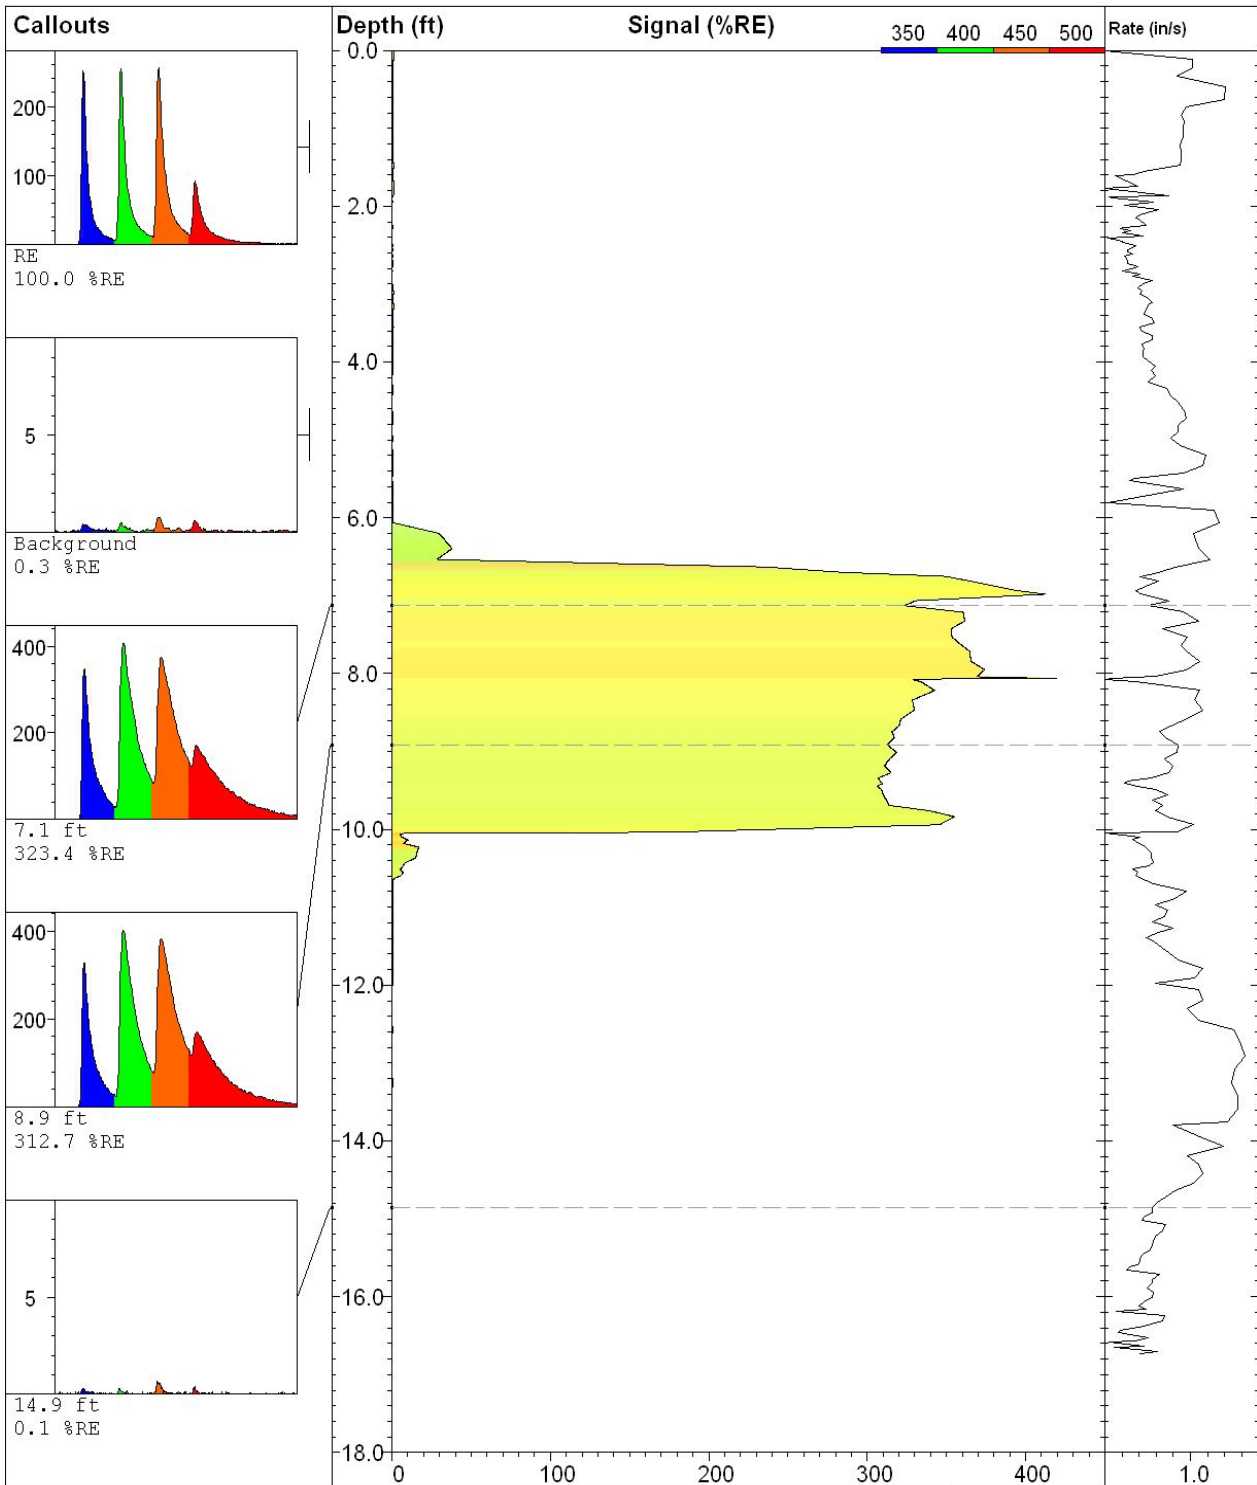 Callouts
Depth (ft)
Signal (%RE)
350 400 450 500
Rate (in/s)
200
100
RE
100.0 %RE
5
Background
0.3 %RE
400
200
7.1 ft
323.4 %RE
400
200
8.9 ft
312.7 %RE
5
14.9 ft
0.1 %RE
0.0
2.0
4.0
6.0
8.0
10.0
12.0
14.0
16.0
18.0
0 100 200 300 400
1.0